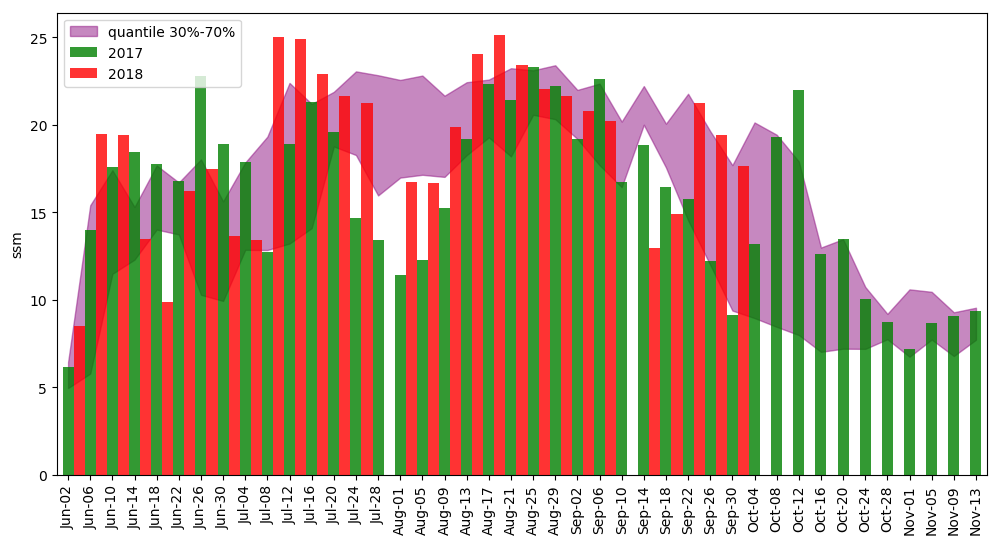 quantile 30%-70%
2017
2018
ssm
25
20
15
10
5
0
Jun-02
Jun-06
Jun-10
Jun-14
Jun-18
Jun-22
Jun-26
Jun-30
Jul-04
Jul-08
Jul-12
Jul-16
Jul-20
Jul-24
Jul-28
Aug-01
Aug-05
Aug-09
Aug-13
Aug-17
Aug-21
Aug-25
Aug-29
Sep-02
Sep-06
Sep-10
Sep-14
Sep-18
Sep-22
Sep-26
Sep-30
Oct-04
Oct-08
Oct-12
Oct-16
Oct-20
Oct-24
Oct-28
Nov-01
Nov-05
Nov-09
Nov-13